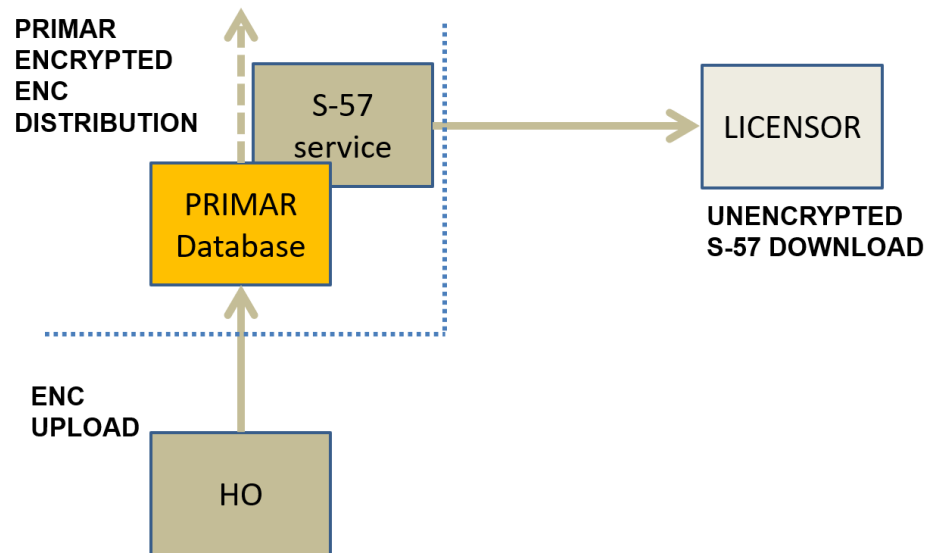 PRIMAR
ENCRYPTED
ENC
DISTRIBUTION
S-57
service
LICENSOR
PRIMAR
Database
UNENCRYPTED
S-57 DOWNLOAD
ENC
UPLOAD
HO